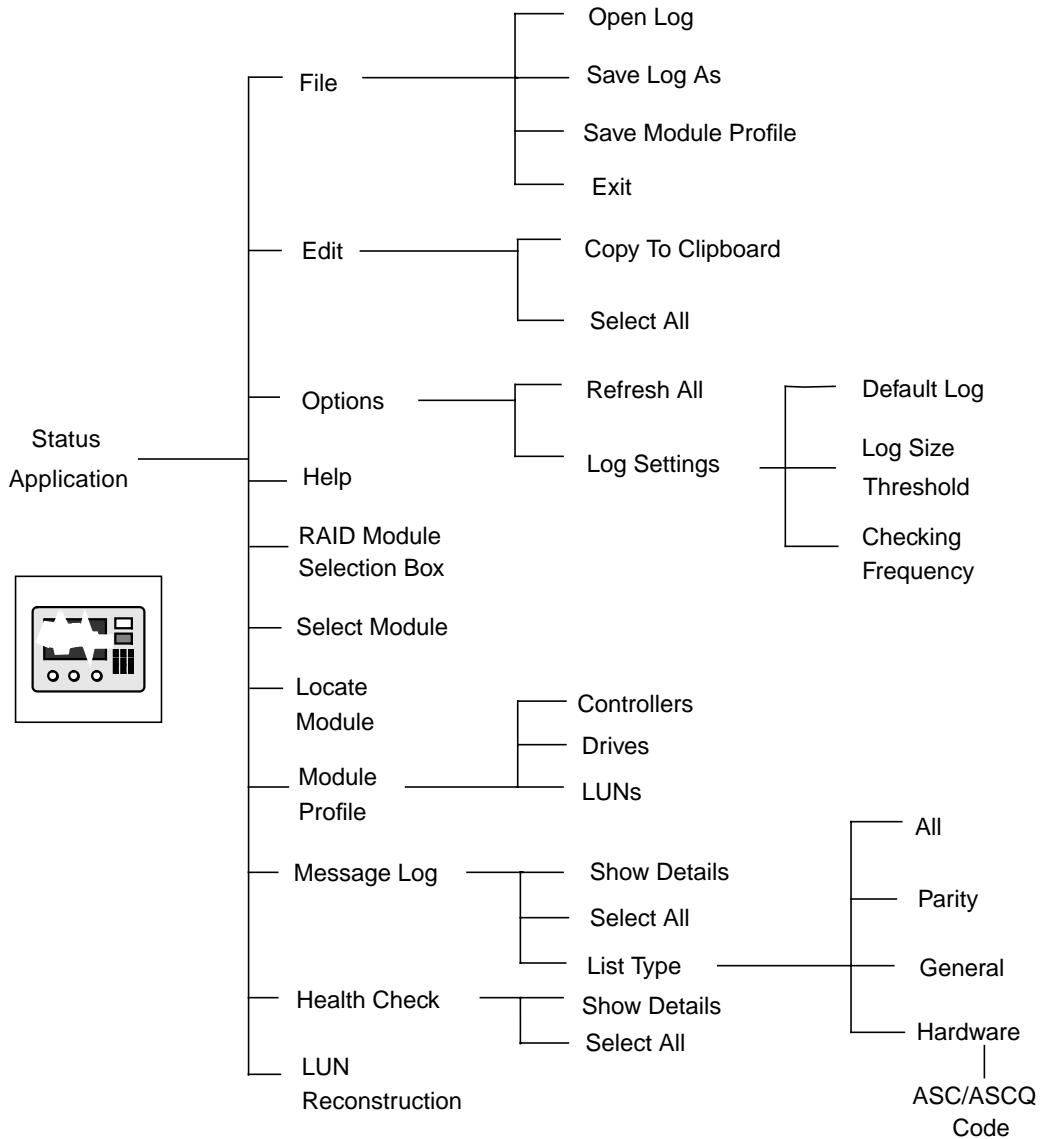 Status
Application
File
Open Log
Save Log As
Save Module Profile
Exit
Edit
Copy To Clipboard
Select All
Options
Refresh All
Log Settings
Default Log
Log Size
Threshold
Checking
Frequency
Help
RAID Module
Selection Box
Select Module
Locate
Module
Module
Profile
Controllers
Drives
LUNs
Message Log
Show Details
Select All
List Type
All
Parity
General
Hardware
ASC/ASCQ
Code
Health Check
Show Details
Select All
LUN
Reconstruction